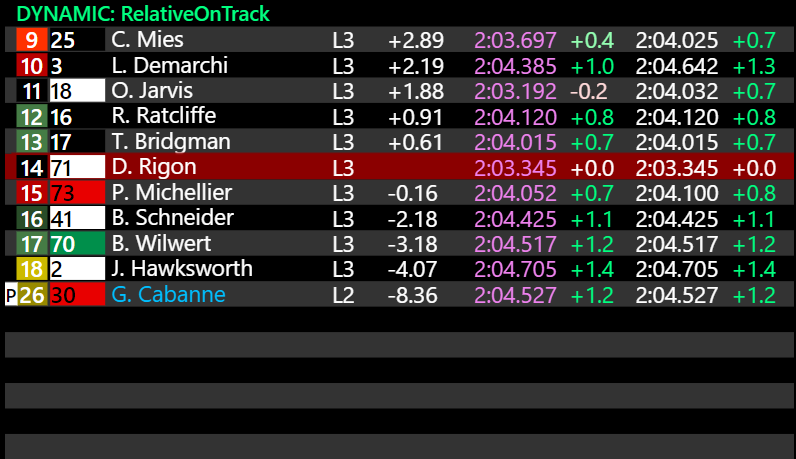 DYNAMIC: RelativeOnTrack
9 25 C. Mies L3 +2.89 2:03.697 +0.4 2:04.025 +0.7
10 3 L. Demarchi L3 +2.19 2:04.385 +1.0 2:04.642 +1.3
11 18 O. Jarvis L3 +1.88 2:03.192 -0.2 2:04.032 +0.7
12 16 R. Ratcliffe L3 +0.91 2:04.120 +0.8 2:04.120 +0.8
13 17 T. Bridgman L3 +0.61 2:04.015 +0.7 2:04.015 +0.7
14 71 D. Rigon L3 2:03.345 +0.0 2:03.345 +0.0
15 73 P. Michellier L3 -0.16 2:04.052 +0.7 2:04.100 +0.8
16 41 B. Schneider L3 -2.18 2:04.425 +1.1 2:04.425 +1.1
17 70 B. Wilwert L3 -3.18 2:04.517 +1.2 2:04.517 +1.2
18 2 J. Hawksworth L3 -4.07 2:04.705 +1.4 2:04.705 +1.4
P 26 30 G. Cabanne L2 -8.36 2:04.527 +1.2 2:04.527 +1.2